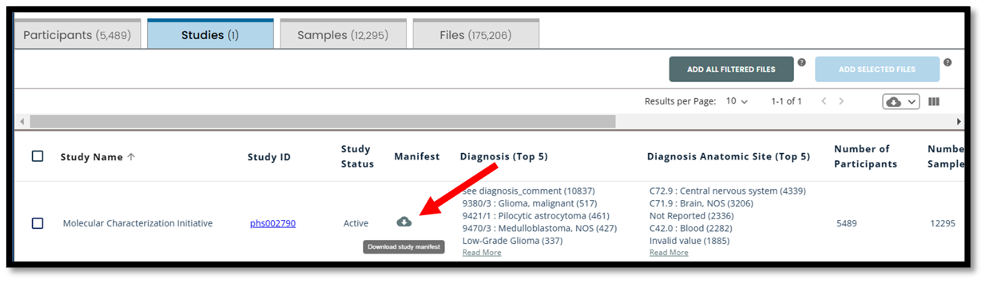 Participants (5,489) Studies (1) Samples (12,295) Files (175,206)
ADD ALL FILTERED FILES ? ADD SELECTED FILES ?
Results per Page: 10 1-1 of 1
Study Name Study ID Study Status Manifest Diagnosis (Top 5) Diagnosis Anatomic Site (Top 5) Number of Participants Number Sample
Molecular Characterization Initiative phs002790 Active
Download study manifest
See diagnosis_comment (10837)
9380/3 : Glioma, malignant (517)
9421/1 : Pilocytic astrocytoma (461)
9470/3 : Medulloblastoma, NOS (427)
Low-Grade Glioma (337)
Read More
C72.9 : Central nervous system (4339)
C71.9 : Brain, NOS (3206)
Not Reported (2336)
C42.0 : Blood (2282)
Invalid value (1885)
Read More
5489 12295